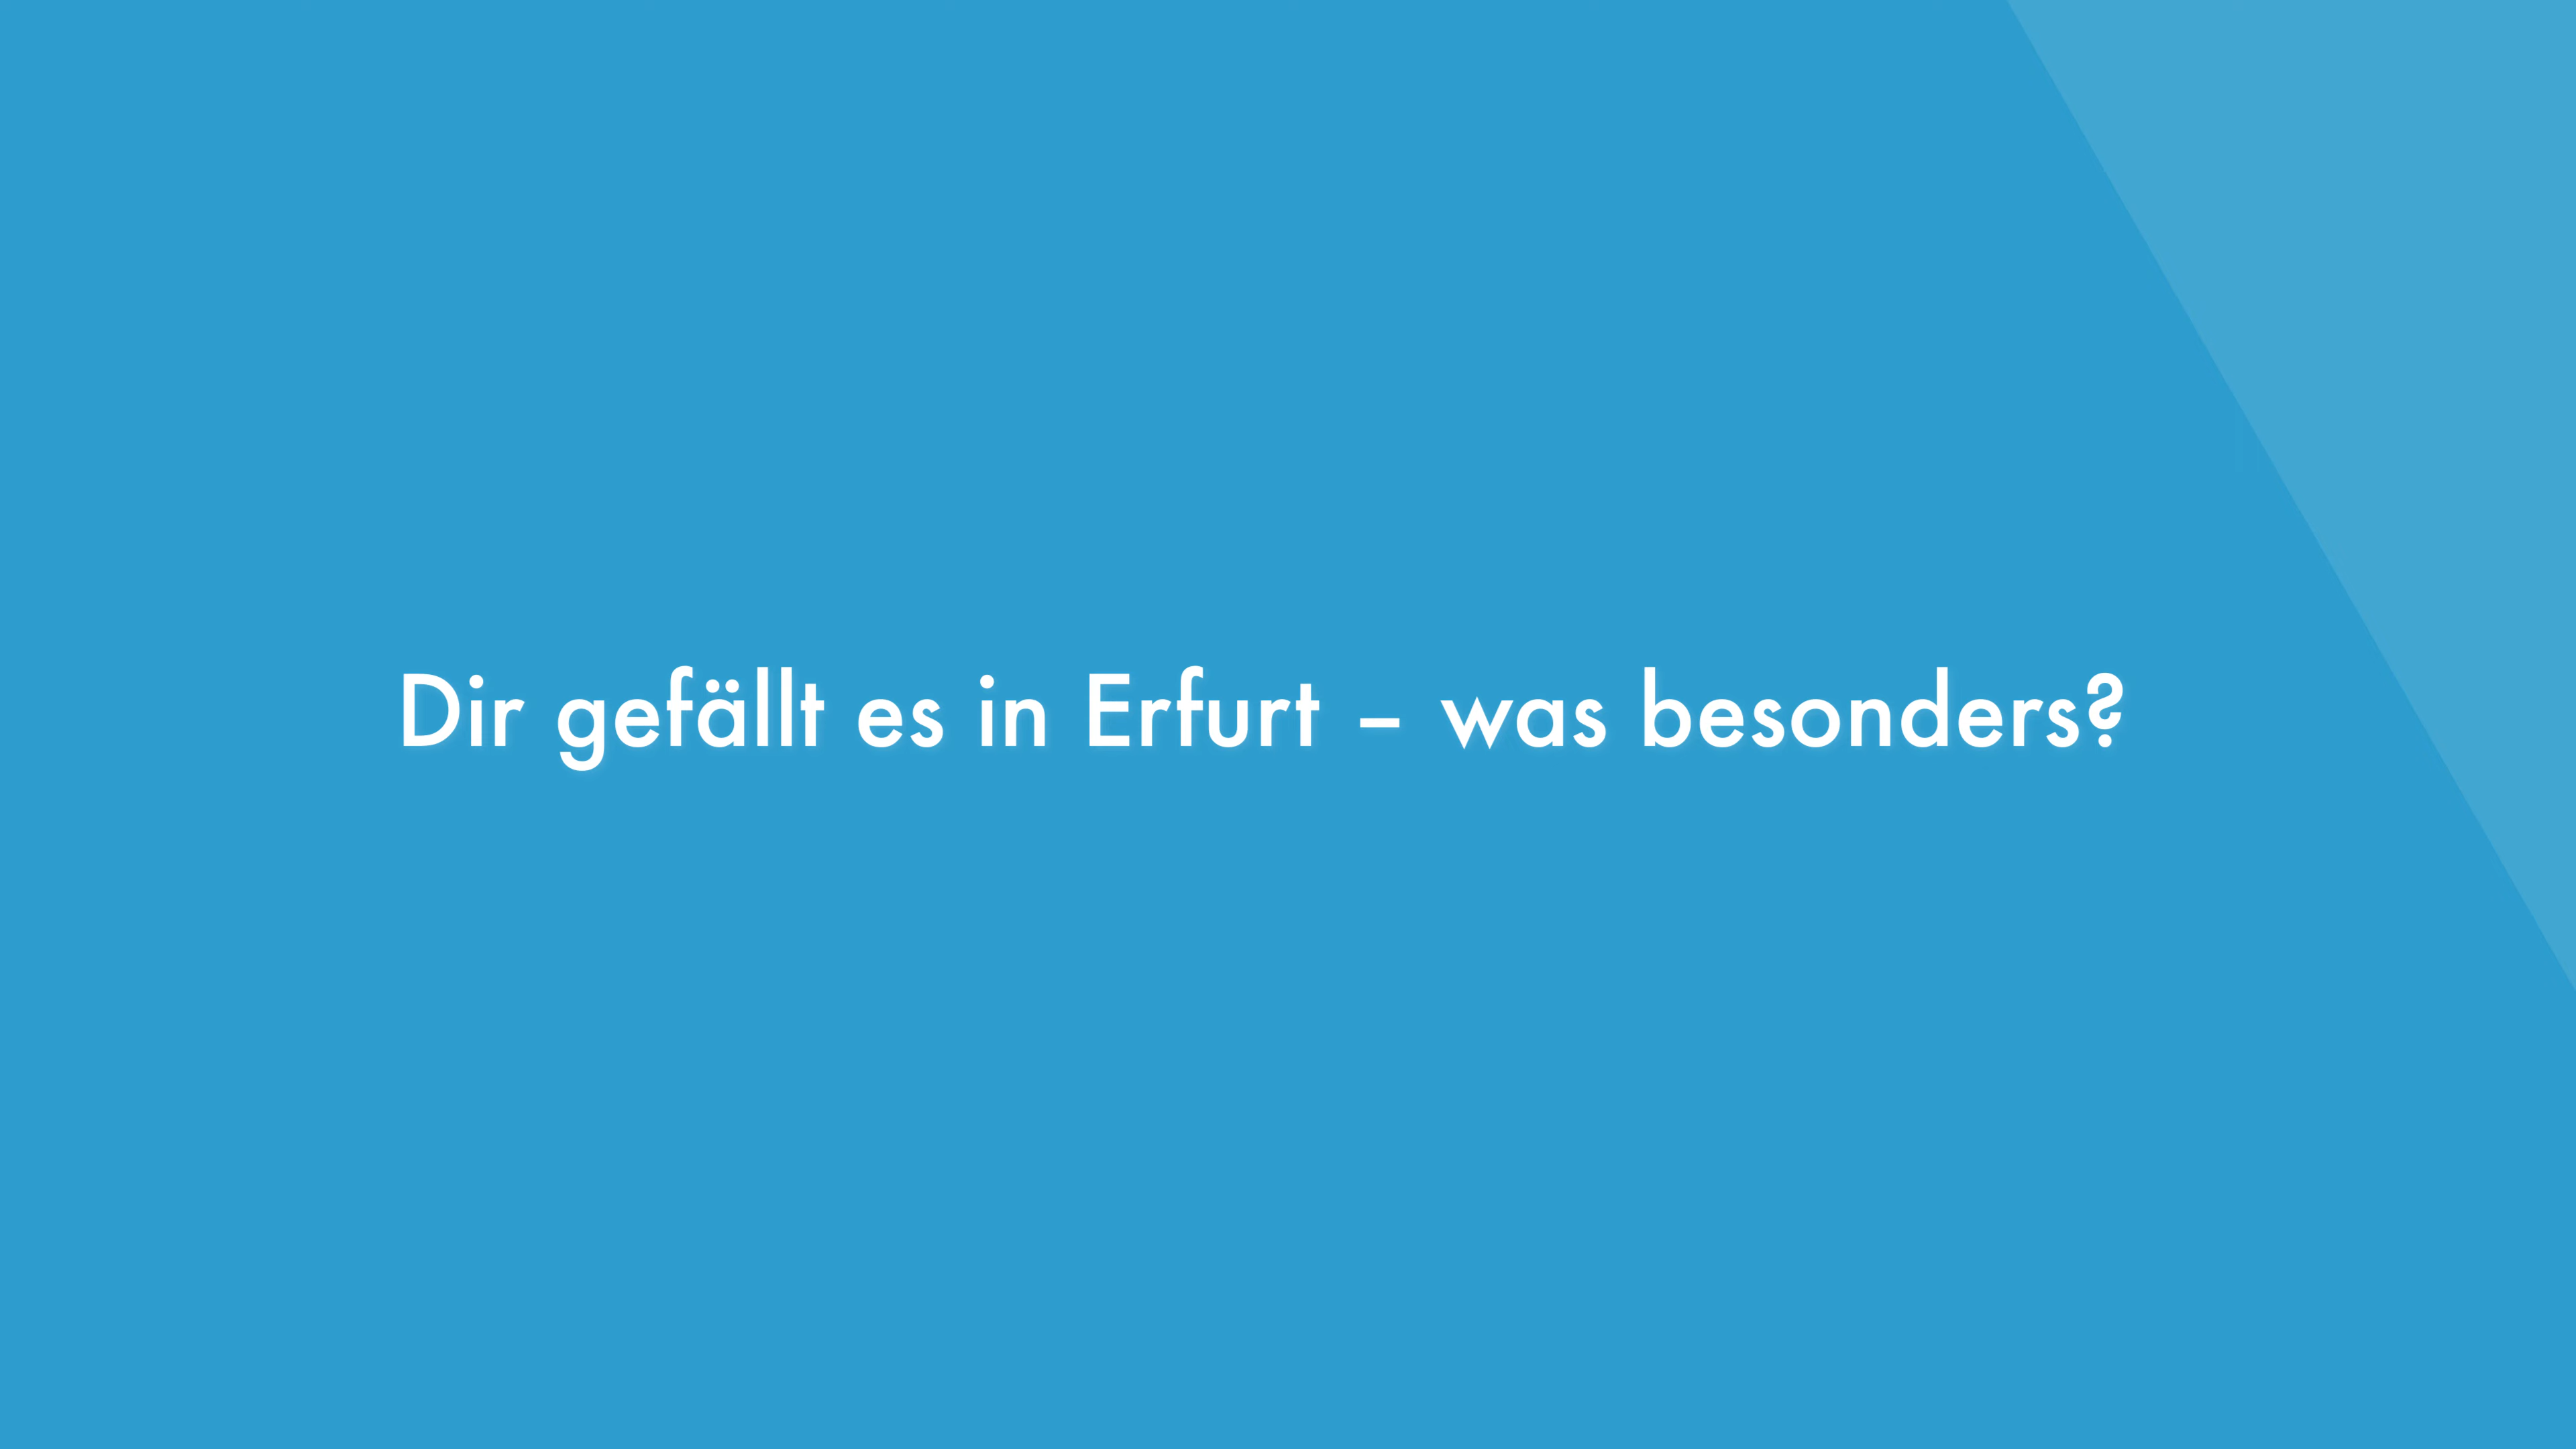 Dir gefällt es in Erfurt – was besonders?